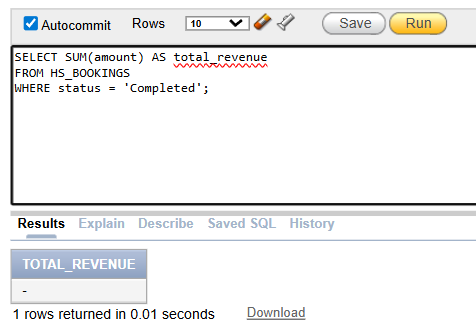 Autocommit Rows 10 Save Run
SELECT SUM(amount) AS total_revenue
FROM HS_BOOKINGS
WHERE status = 'Completed';
Results Explain Describe Saved SQL History
TOTAL_REVENUE
-
1 rows returned in 0.01 seconds Download